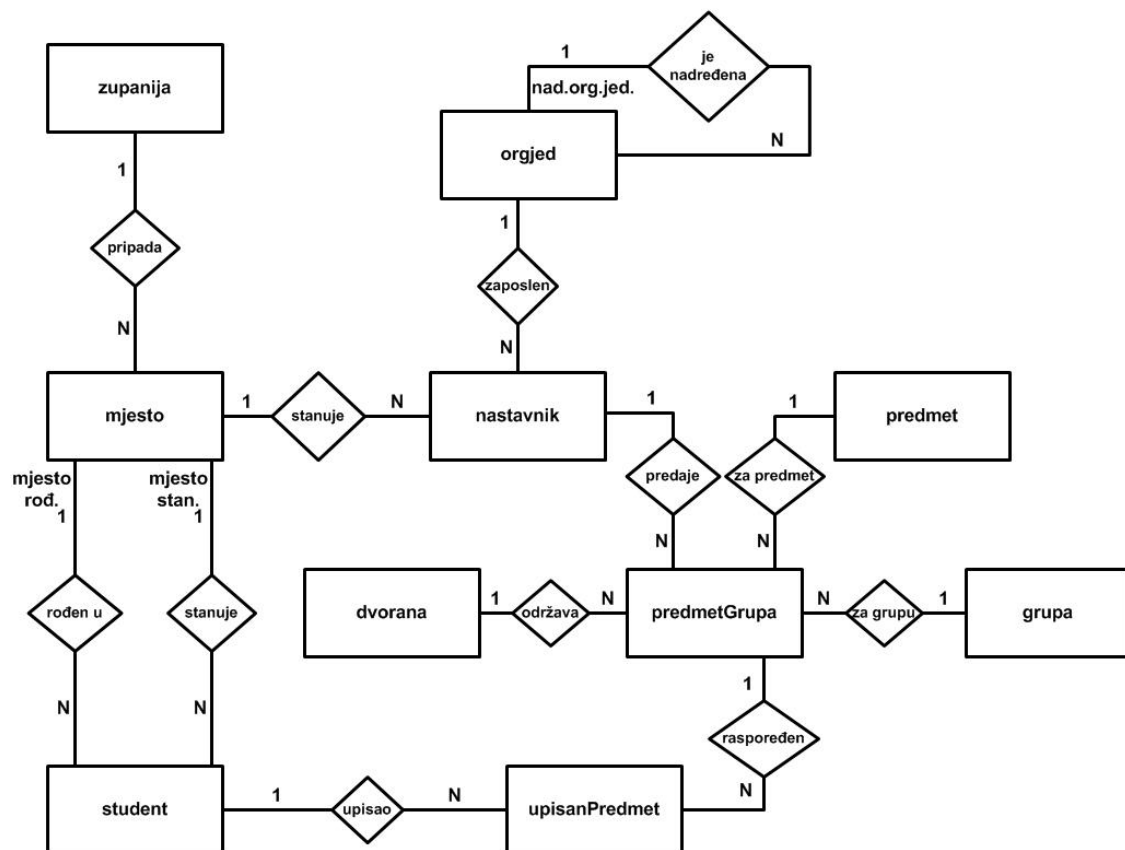 1
je
nadređena
zupanija
nad.org.jed.
orgjed
N
1
1
pripada
zaposlen
N
N
mjesto
1
stanuje
N
nastavnik
1
1
predmet
mjesto
rođ.
1
mjesto
stan.
1
predaje
za predmet
N
N
rođen u
stanuje
dvorana
1
održava
N
predmetGrupa
N
za grupu
1
grupa
1
N
N
raspoređen
student
1
upisao
N
upisanPredmet
N